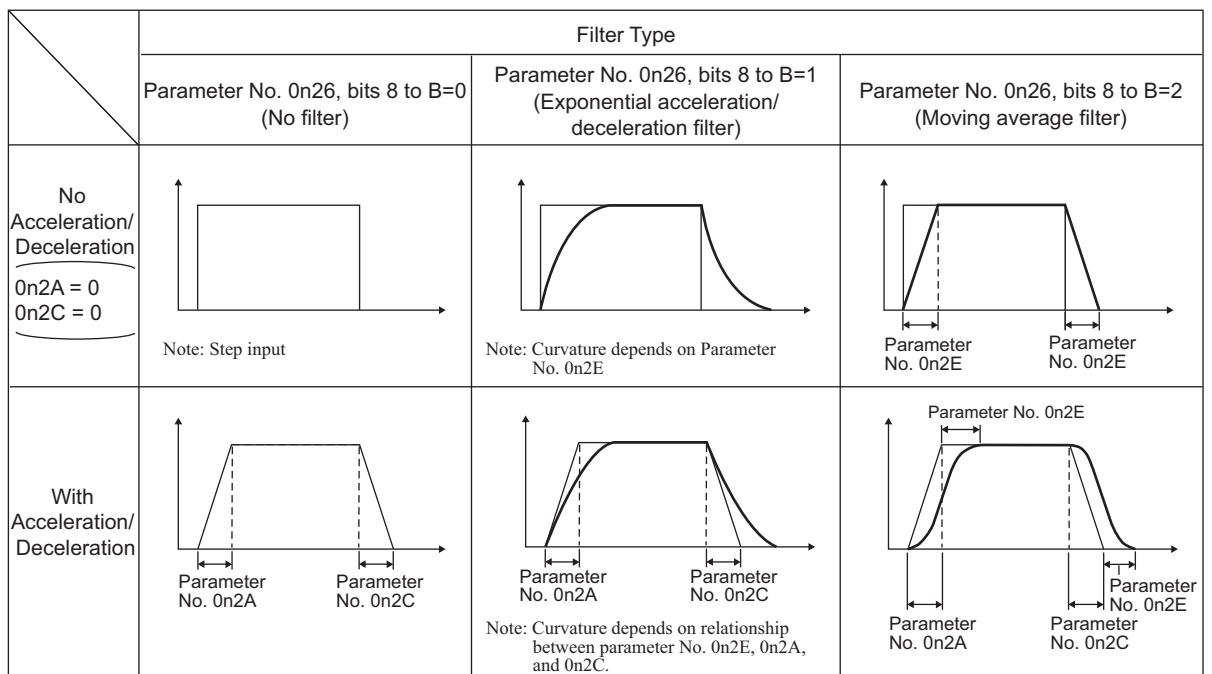 Filter Type
Parameter No. 0n26, bits 8 to B=0
(No filter)
Parameter No. 0n26, bits 8 to B=1
(Exponential acceleration/
deceleration filter)
Parameter No. 0n26, bits 8 to B=2
(Moving average filter)
No
Acceleration/
Deceleration
0n2A = 0
0n2C = 0
Note: Step input
Note: Curvature depends on Parameter
No. 0n2E
Parameter
No. 0n2E
Parameter
No. 0n2E
With
Acceleration/
Deceleration
Parameter
No. 0n2A
Parameter
No. 0n2C
Parameter
No. 0n2A
Parameter
No. 0n2C
Note: Curvature depends on relationship
between parameter No. 0n2E, 0n2A,
and 0n2C.
Parameter No. 0n2E
Parameter
No. 0n2E
Parameter
No. 0n2A
Parameter
No. 0n2C